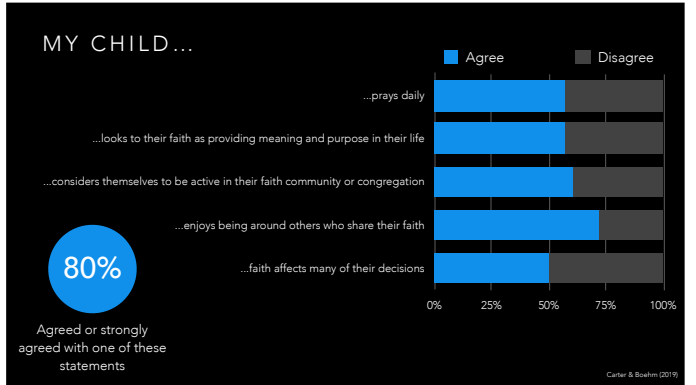 MY CHILD...
Agree
Disagree
...prays daily
...looks to their faith as providing meaning and purpose in their life
...considers themselves to be active in their faith community or congregation
...enjoys being around others who share their faith
...faith affects many of their decisions
0%
25%
50%
75%
100%
80%
Agreed or strongly
agreed with one of these
statements
Carter & Boehm (2019)